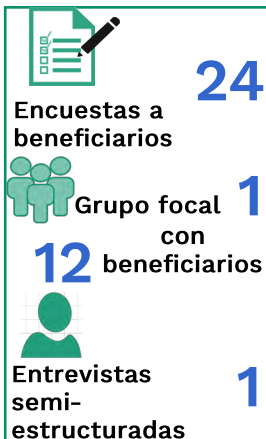 24
Encuestas a
beneficiarios
Grupo focal 1
con
12 beneficiarios
Entrevistas
semi-
1
estructuradas